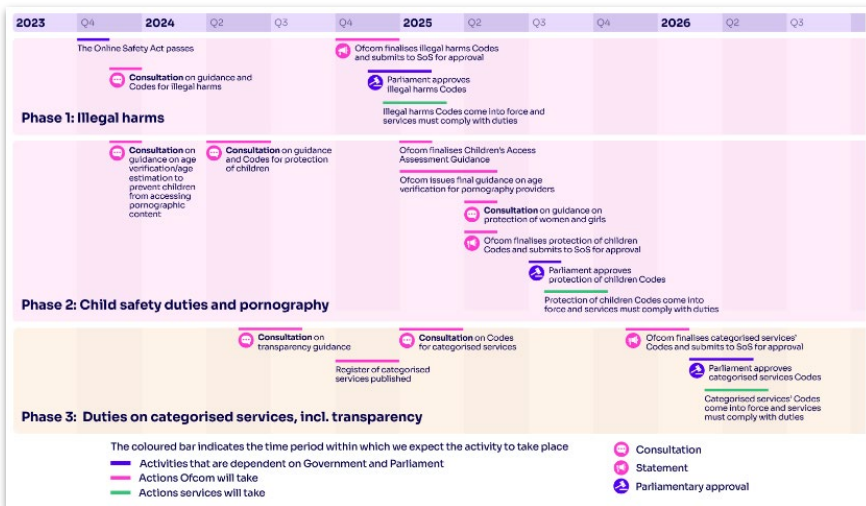 2023 Q4 2024 Q2 Q3 Q4 2025 Q2 Q3 Q4 2026 Q2 Q3
The Online Safety Act passes
Consultation on guidance and
Codes for illegal harms
Ofcom finalises illegal harms Codes
and submits to SoS for approval
Parliament approves
illegal harms Codes
Illegal harms Codes come into force and
services must comply with duties
Phase 1: Illegal harms
Consultation on
guidance on age
verification/age
estimation to
prevent children
from accessing
pornographic
content
Consultation on guidance
and Codes for protection
of children
Ofcom finalises Children's Access
Assessment Guidance
Ofcom issues final guidance on age
verification for pornography providers
Consultation on guidance on
protection of women and girls
Ofcom finalises protection of children
Codes and submits to SoS for approval
Parliament approves
protection of children Codes
Protection of children Codes come into
force and services must comply with duties
Phase 2: Child safety duties and pornography
Consultation on
transparency guidance
Register of categorised
services published
Consultation on Codes
for categorised services
Ofcom finalises categorised services'
Codes and submits to SoS for approval
Parliament approves
categorised services Codes
Categorised services' Codes
come into force and services
must comply with duties
Phase 3: Duties on categorised services, incl. transparency
The coloured bar indicates the time period within which we expect the activity to take place
Activities that are dependent on Government and Parliament
Actions Ofcom will take
Actions services will take
Consultation
Statement
Parliamentary approval